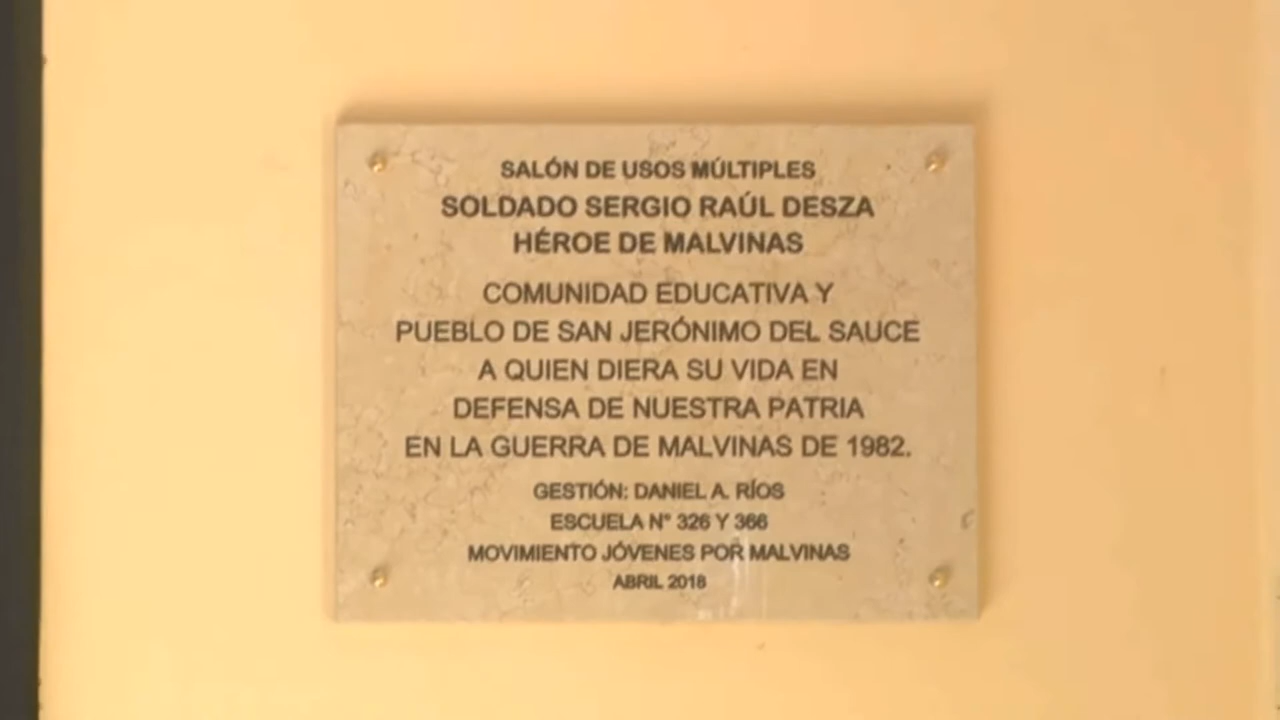 SALÓN DE USOS MÚLTIPLES
SOLDADO SERGIO RAÚL DESZA
HÉROE DE MALVINAS
COMUNIDAD EDUCATIVA Y
PUEBLO DE SAN JERÓNIMO DEL SAUCE
A QUIEN DIERA SU VIDA EN
DEFENSA DE NUESTRA PATRIA
EN LA GUERRA DE MALVINAS DE 1982.
GESTIÓN: DANIEL A. RÍOS
ESCUELA N° 326 Y 366
MOVIMIENTO JÓVENES POR MALVINAS
ABRIL 2018